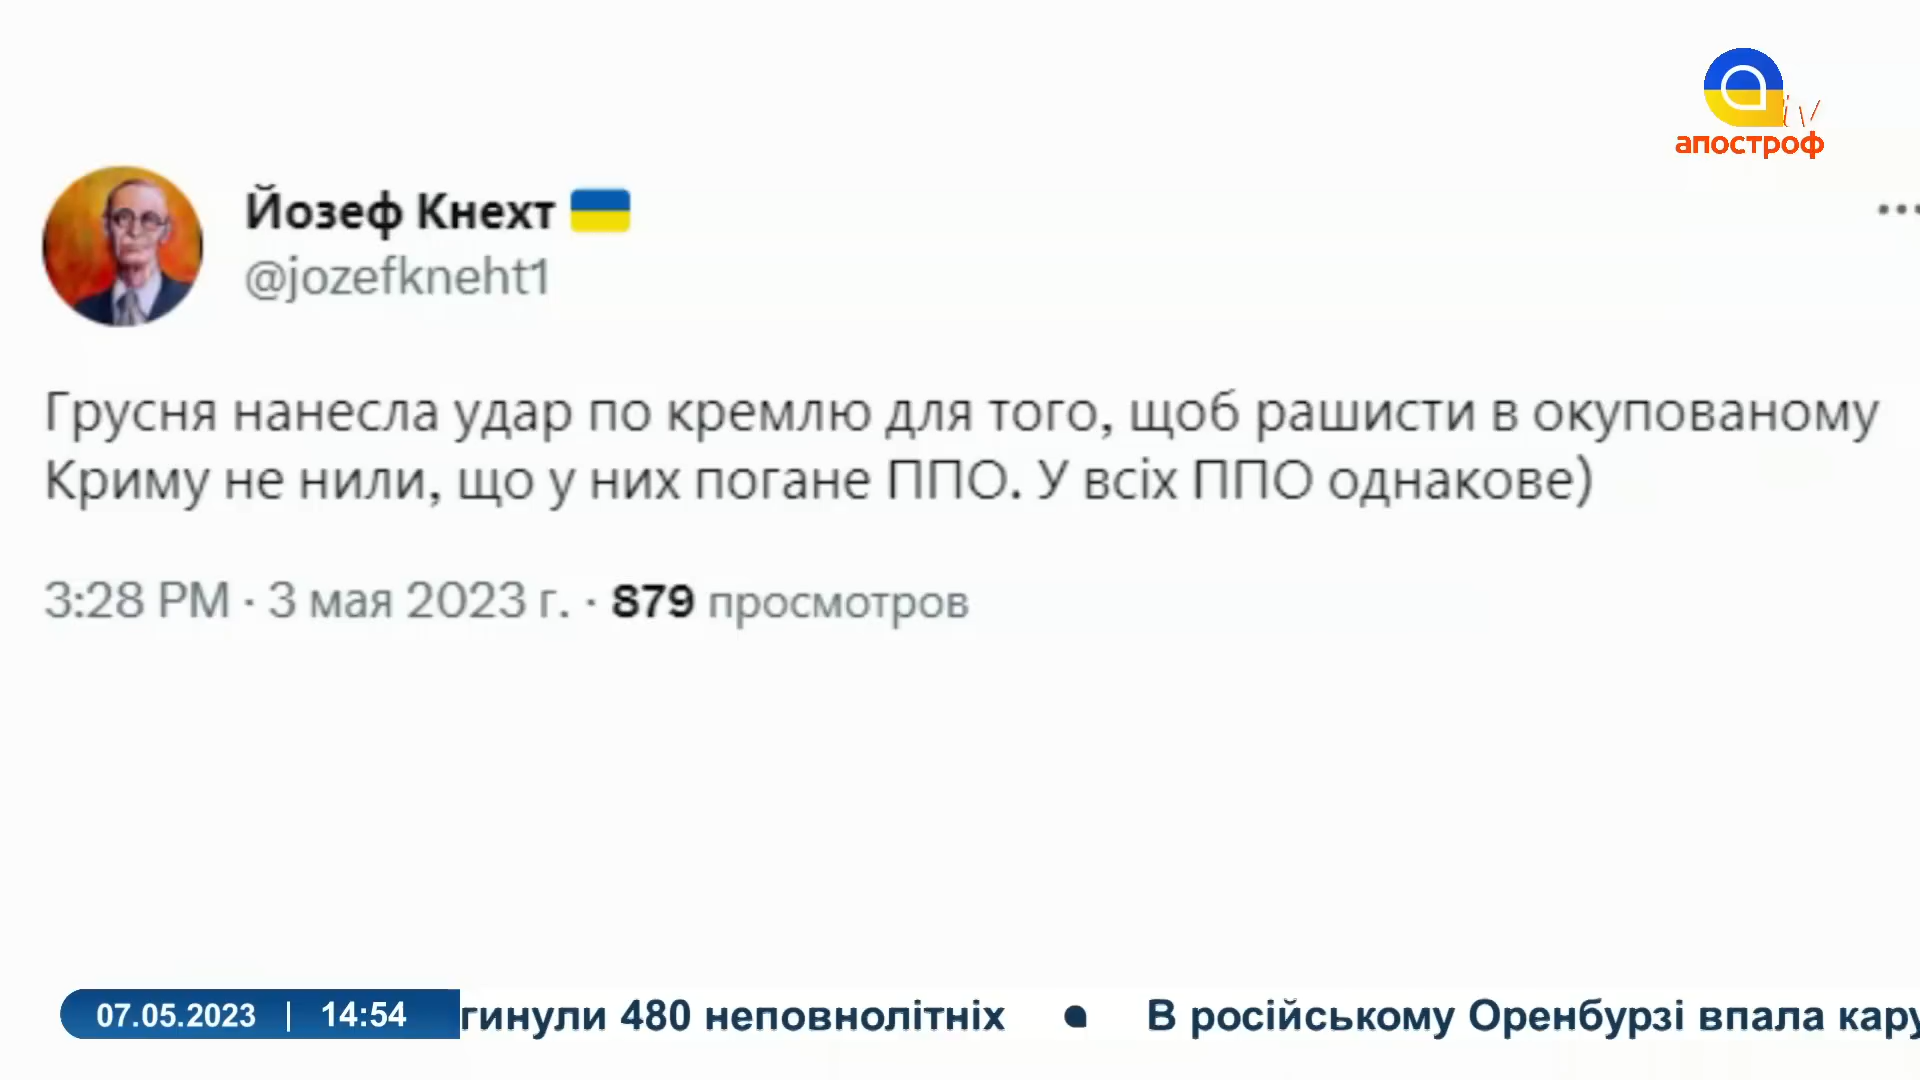 tv
апостроф
Йозеф Кнехт
@jozefkneht1
Грусня нанесла удар по кремлю для того, щоб рашисти в окупованому
Криму не нили, що у них погане ППО. У всіх ППО однакове)
3:28 PM · 3 мая 2023 г. · 879 просмотров
07.05.2023 | 14:54 гинули 480 неповнолітніх ● В російському Оренбурзі впала кару